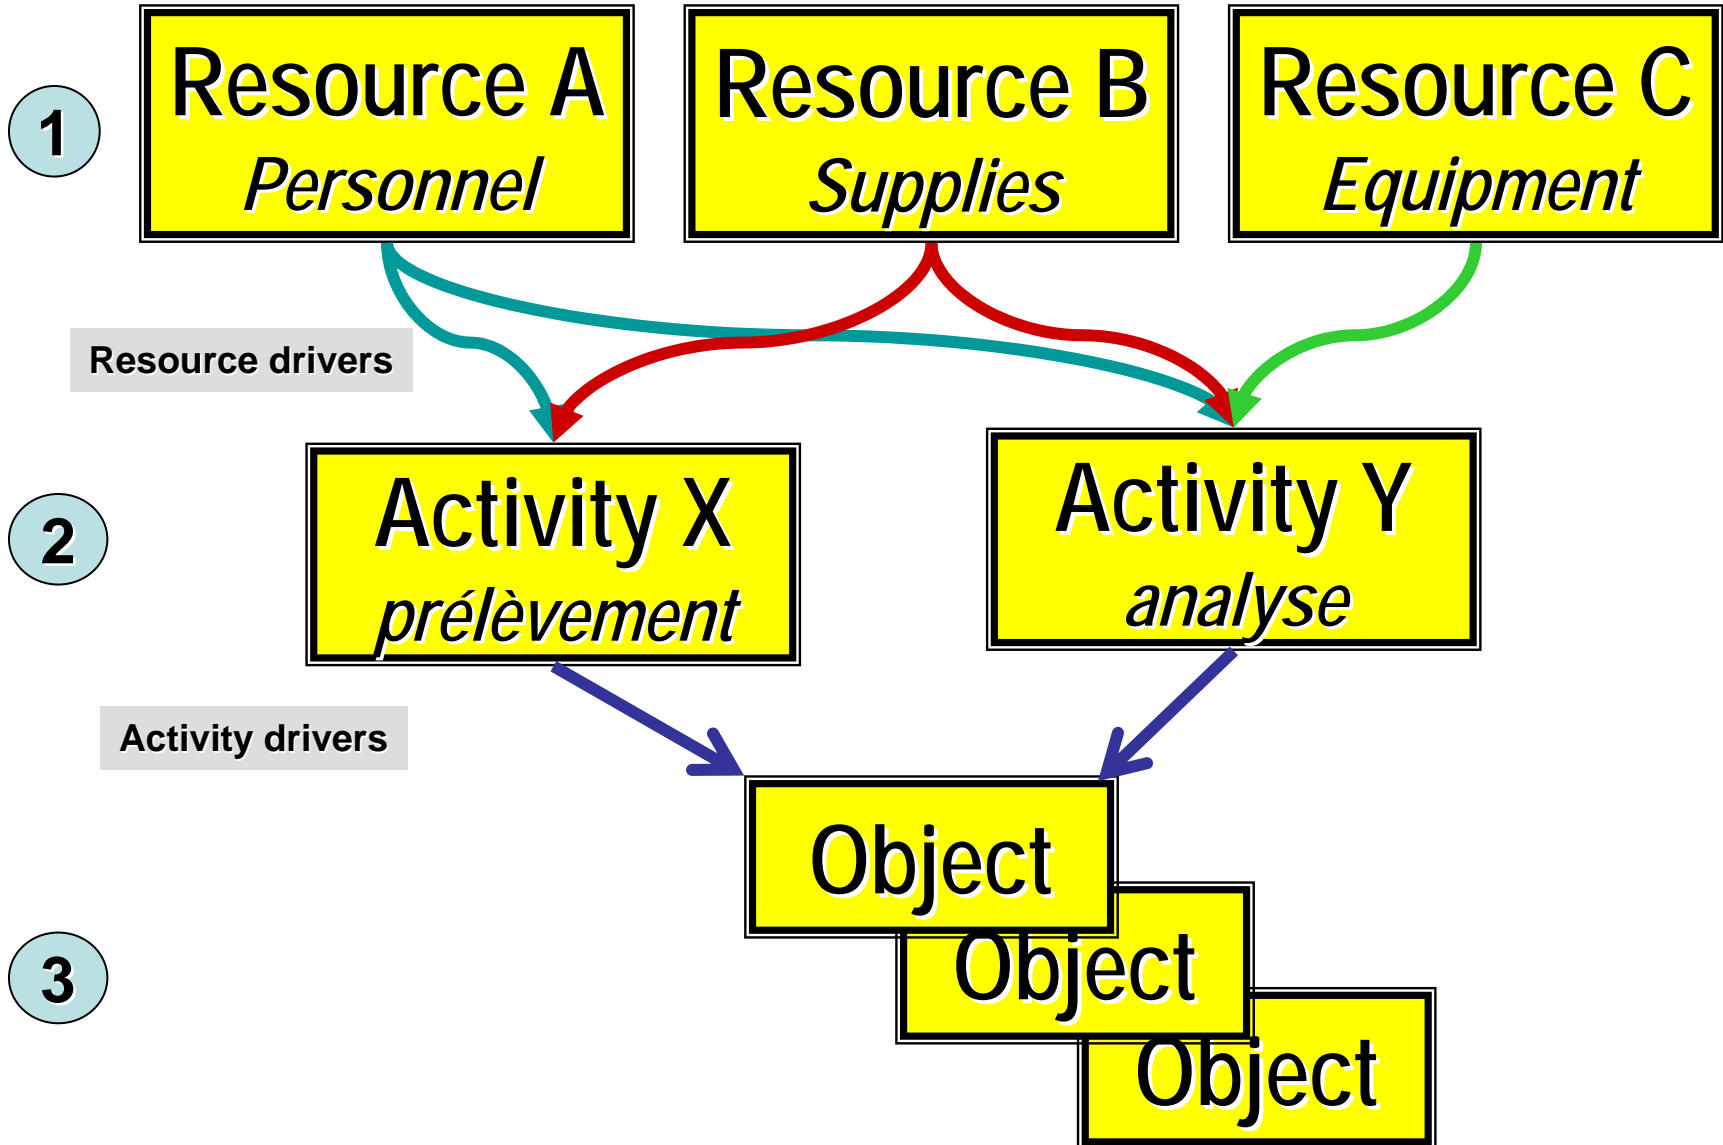 1
Resource A
Personnel
Resource B
Supplies
Resource C
Equipment
Resource drivers
2
Activity X
prélèvement
Activity Y
analyse
Activity drivers
3
Object
Object
Object